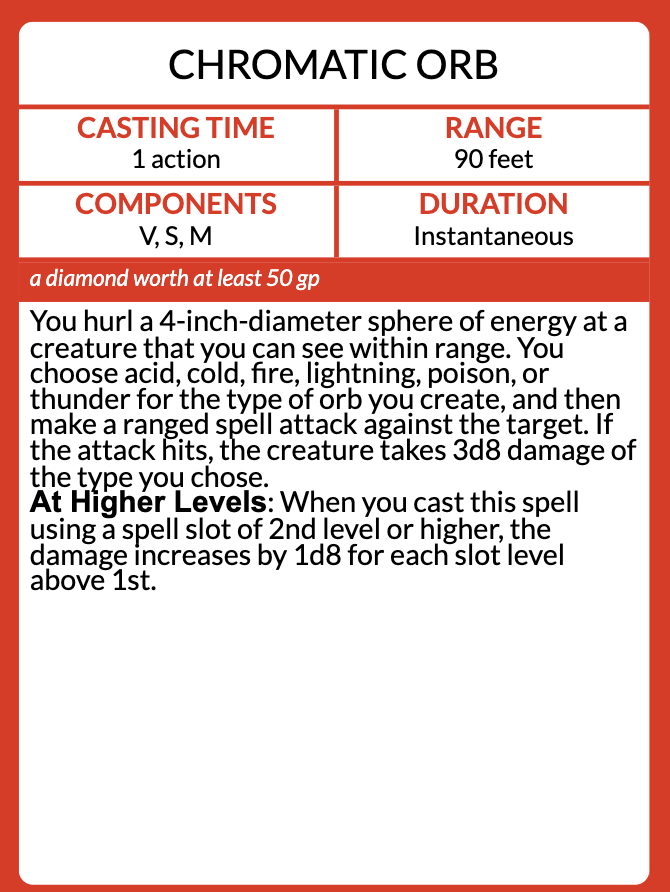 CHROMATIC ORB
CASTING TIME
1 action
RANGE
90 feet
COMPONENTS
V, S, M
DURATION
Instantaneous
a diamond worth at least 50 gp
You hurl a 4-inch-diameter sphere of energy at a
creature that you can see within range. You
choose acid, cold, fire, lightning, poison, or
thunder for the type of orb you create, and then
make a ranged spell attack against the target. If
the attack hits, the creature takes 3d8 damage of
the type you chose.
At Higher Levels: When you cast this spell
using a spell slot of 2nd level or higher, the
damage increases by 1d8 for each slot level
above 1st.